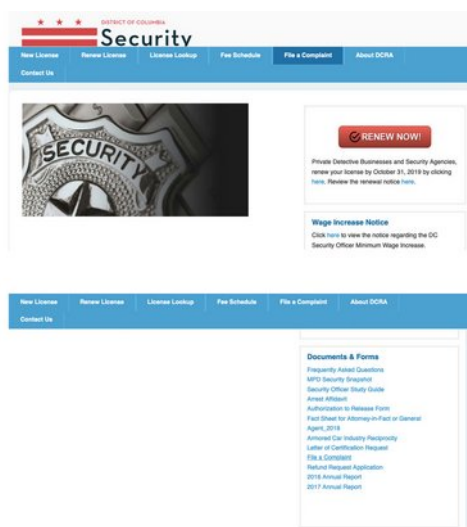 DISTRICT OF COLUMBIA
Security
New License Renew License License Lookup Fee Schedule File a Complaint About DCRA
Contact Us
SECURITY
RENEW NOW!
Private Detective Businesses and Security Agencies,
renew your license by October 31, 2019 by clicking
here. Review the renewal notice here.
Wage Increase Notice
Click here to view the notice regarding the DC
Security Officer Minimum Wage Increase.
New License Renew License License Lookup Fee Schedule File a Complaint About DCRA
Contact Us
Documents & Forms
Frequently Asked Questions
MPD Security Snapshot
Security Officer Study Guide
Arrest Affidavit
Authorization to Release Form
Fact Sheet for Attorney-in-Fact or General
Agent_2018
Armored Car Industry Reciprocity
Letter of Certification Request
File a Complaint
Refund Request Application
2018 Annual Report
2017 Annual Report